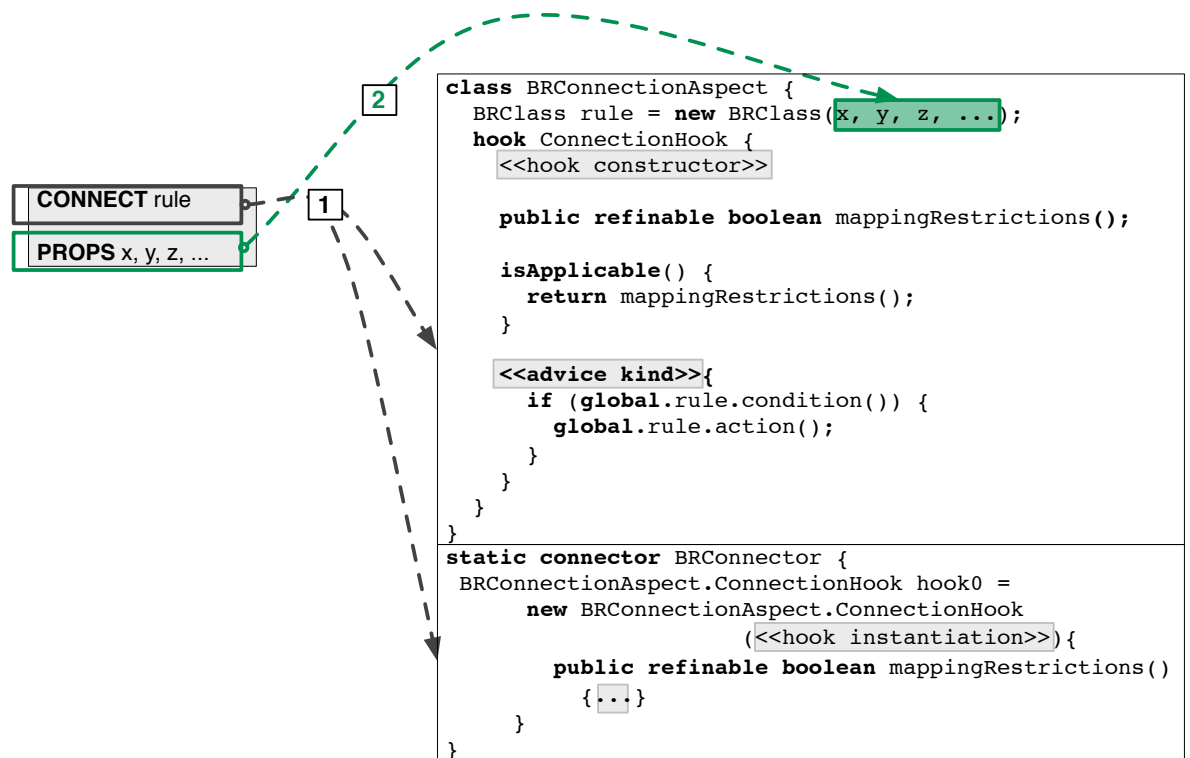 2
class BRConnectionAspect {
BRClass rule = new BRClass(x, y, z, ...);
hook ConnectionHook {
<<hook constructor>>
CONNECT rule
1
public refinable boolean mappingRestrictions();
PROPS x, y, z, ...
isApplicable() {
return mappingRestrictions();
}
<<advice kind>>{
if (global.rule.condition()) {
global.rule.action();
}
}
}
}
static connector BRConnector {
BRConnectionAspect.ConnectionHook hook0 =
new BRConnectionAspect.ConnectionHook
(<<hook instantiation>>){
public refinable boolean mappingRestrictions()
{...}
}
}